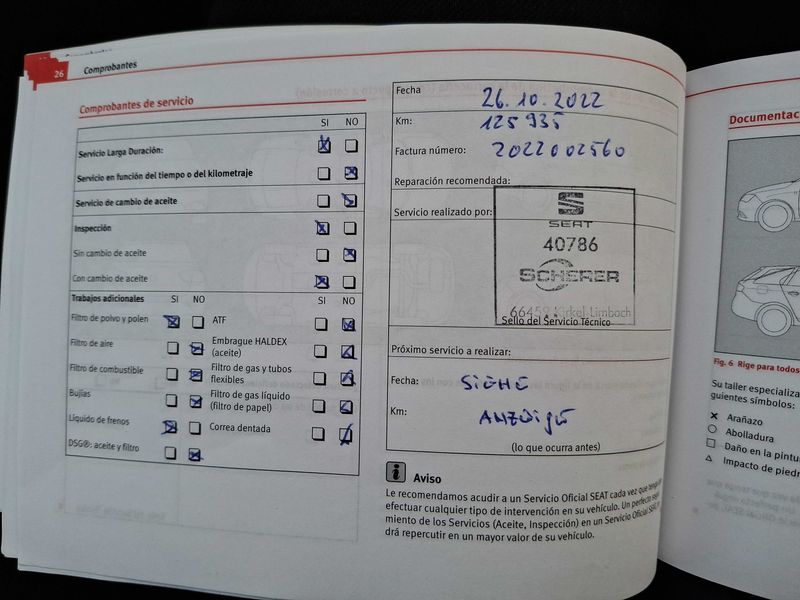 26 Comprobantes
Comprobantes de servicio
SI NO
Servicio Larga Duración:
Servicio en función del tiempo o del kilometraje
Servicio de cambio de aceite
Inspección
Sin cambio de aceite
Con cambio de aceite
Trabajos adicionales SI NO SI NO
Filtro de polvo y polen ATF
Filtro de aire Embrague HALDEX
(aceite)
Filtro de combustible Filtro de gas y tubos
flexibles
Bujías Filtro de gas líquido
(filtro de papel)
Líquido de frenos Correa dentada
DSG®: aceite y filtro
Fecha 26.10.2022
Km: 125935
Factura número: 2022002560
Reparación recomendada:
Servicio realizado por:
SEAT
40786
SCHERER
66459 Kirkel-Limbach
Sello del Servicio Técnico
Próximo servicio a realizar:
Fecha: SIEHE
Km: ANZEIGE
(lo que ocurra antes)
i Aviso
Le recomendamos acudir a un Servicio Oficial SEAT cada vez que tenga
efectuar cualquier tipo de intervención en su vehículo. Un perfecto
miento de los Servicios (Aceite, Inspección) en un Servicio Oficial SEAT
drá repercutir en un mayor valor de su vehículo.
Documentac
Fig. 6 Rige para todos
Su taller especializa
guientes símbolos:
Arañazo
Abolladura
Daño en la pintu
Impacto de piedr